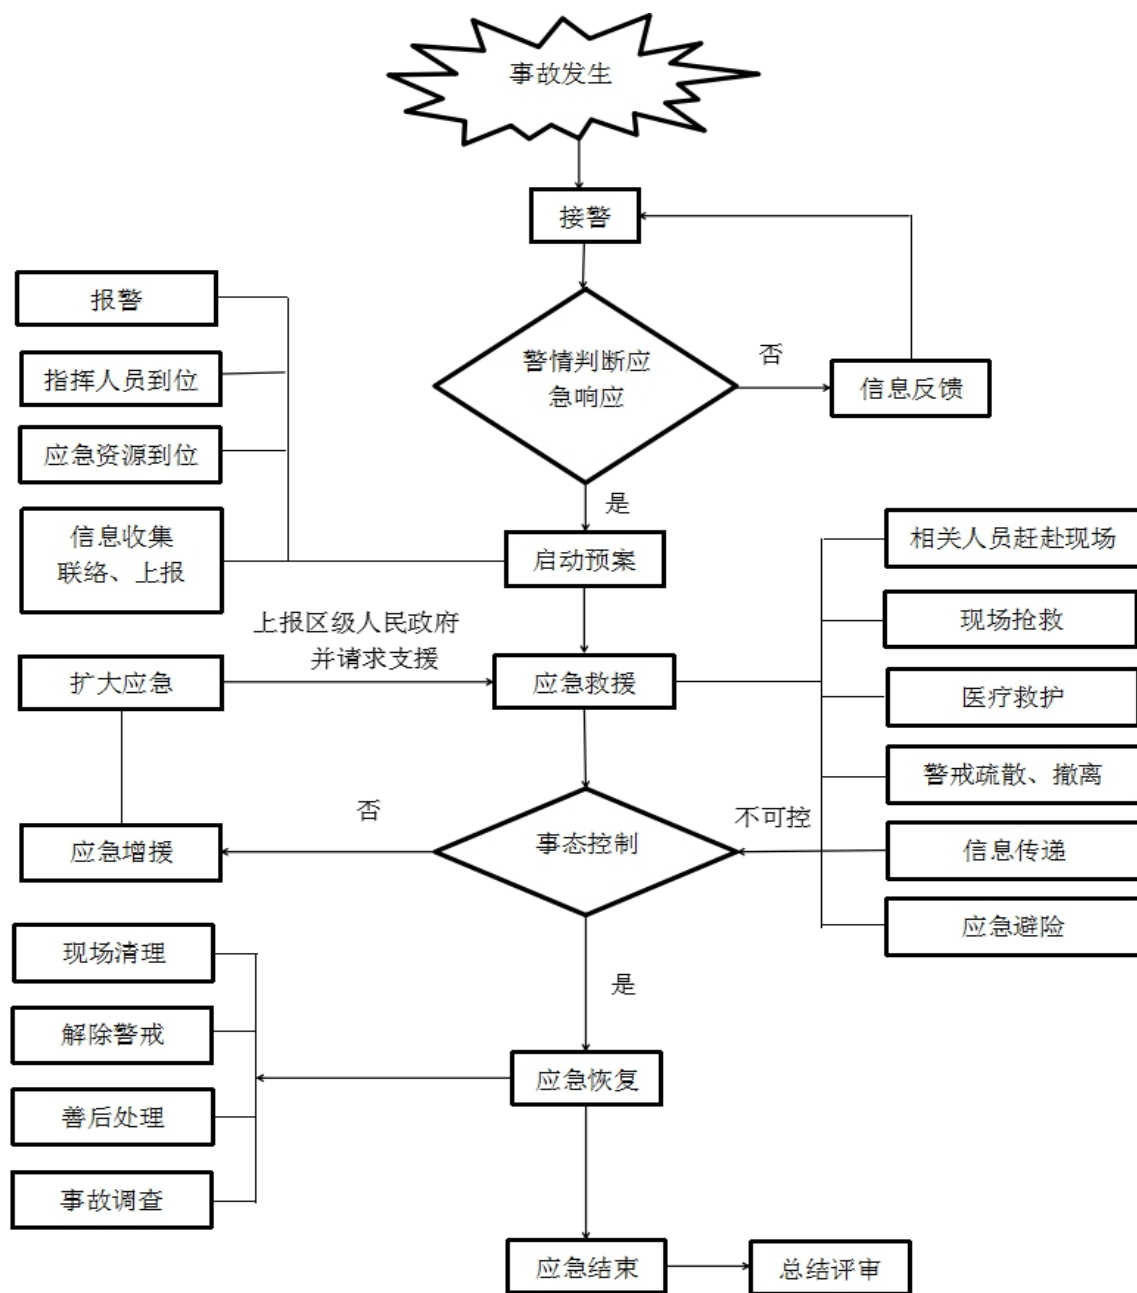 事故发生
接警
报警
警情判断应
急响应
否
信息反馈
指挥人员到位
应急资源到位
是
信息收集
联络、上报
启动预案
相关人员赶赴现场
上报区级人民政府
并请求支援
现场抢救
扩大应急
应急救援
医疗救护
警戒疏散、撤离
否
不可控
应急增援
事态控制
信息传递
应急避险
现场清理
是
解除警戒
应急恢复
善后处理
事故调查
应急结束
总结评审